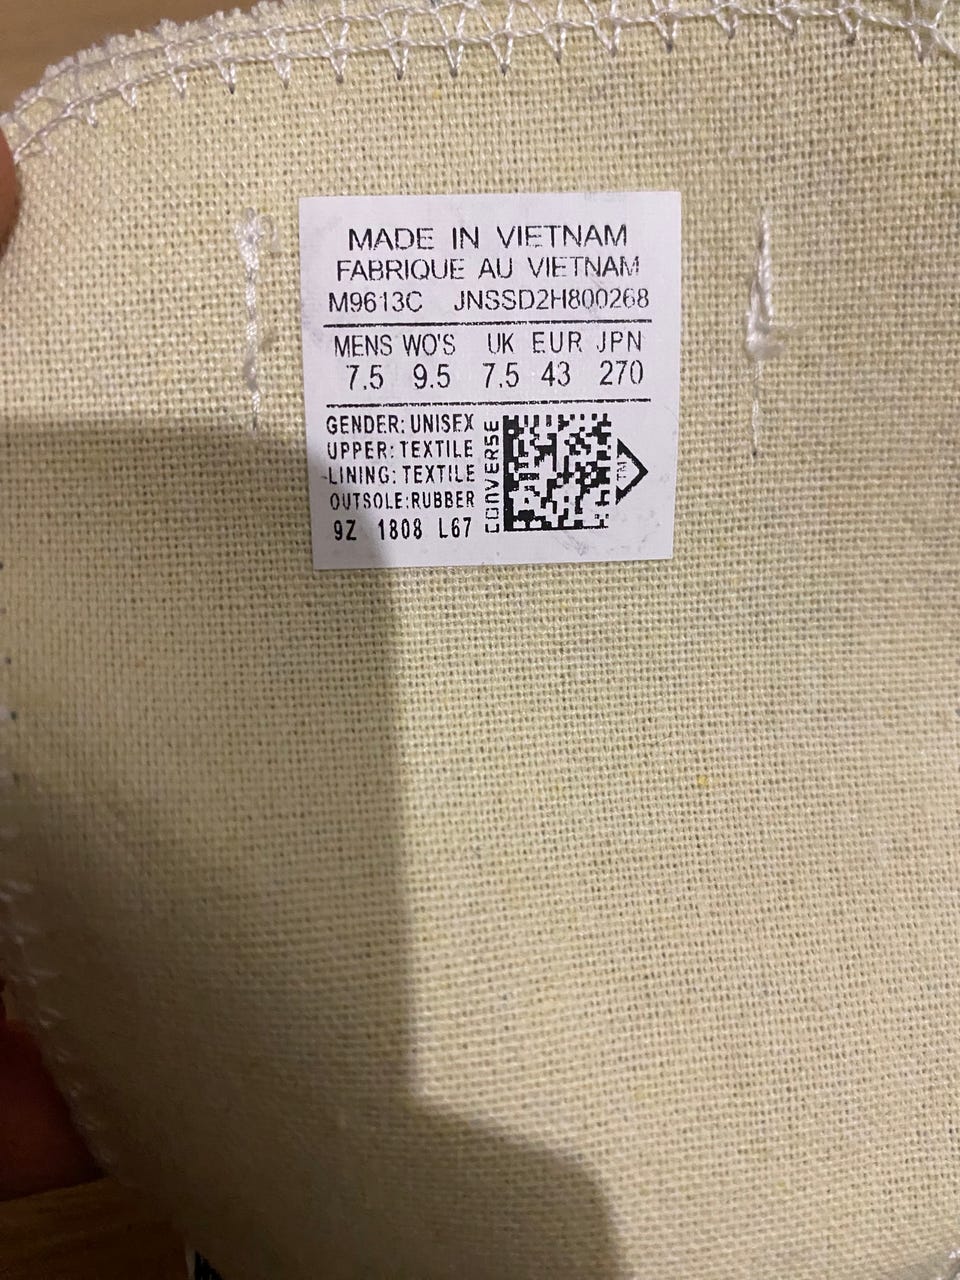 MADE IN VIETNAM
FABRIQUE AU VIETNAM
M9613C JNSSD2H800268
MENS WO'S UK EUR JPN
7.5 9.5 7.5 43 270
GENDER: UNISEX
UPPER: TEXTILE
LINING: TEXTILE
OUTSOLE:RUBBER
9Z 1808 L67
CONVERSE
TM